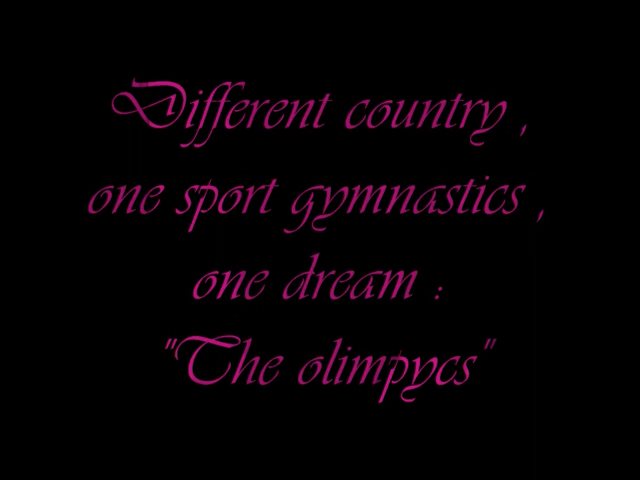 Different country ,
one sport gymnastics ,
one dream :
"The olimpycs"